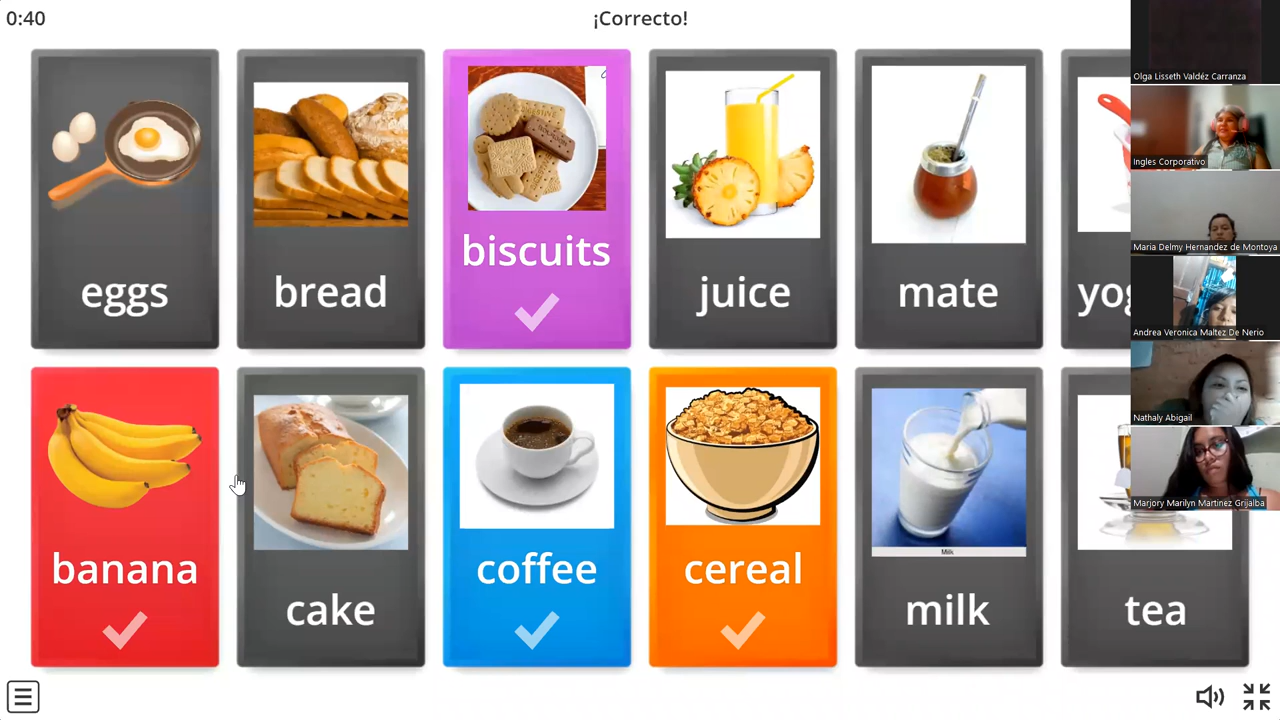 0:40
¡Correcto!
eggs
bread
biscuits
juice
mate
yog
banana
cake
coffee
cereal
Milk
milk
tea
Olga Lisseth Valdéz Carranza
Ingles Corporativo
Maria Delmy Hernandez de Montoya
Andrea Veronica Maltez De Nerio
Nathaly Abigail
Marjory Marilyn Martinez Grijalba